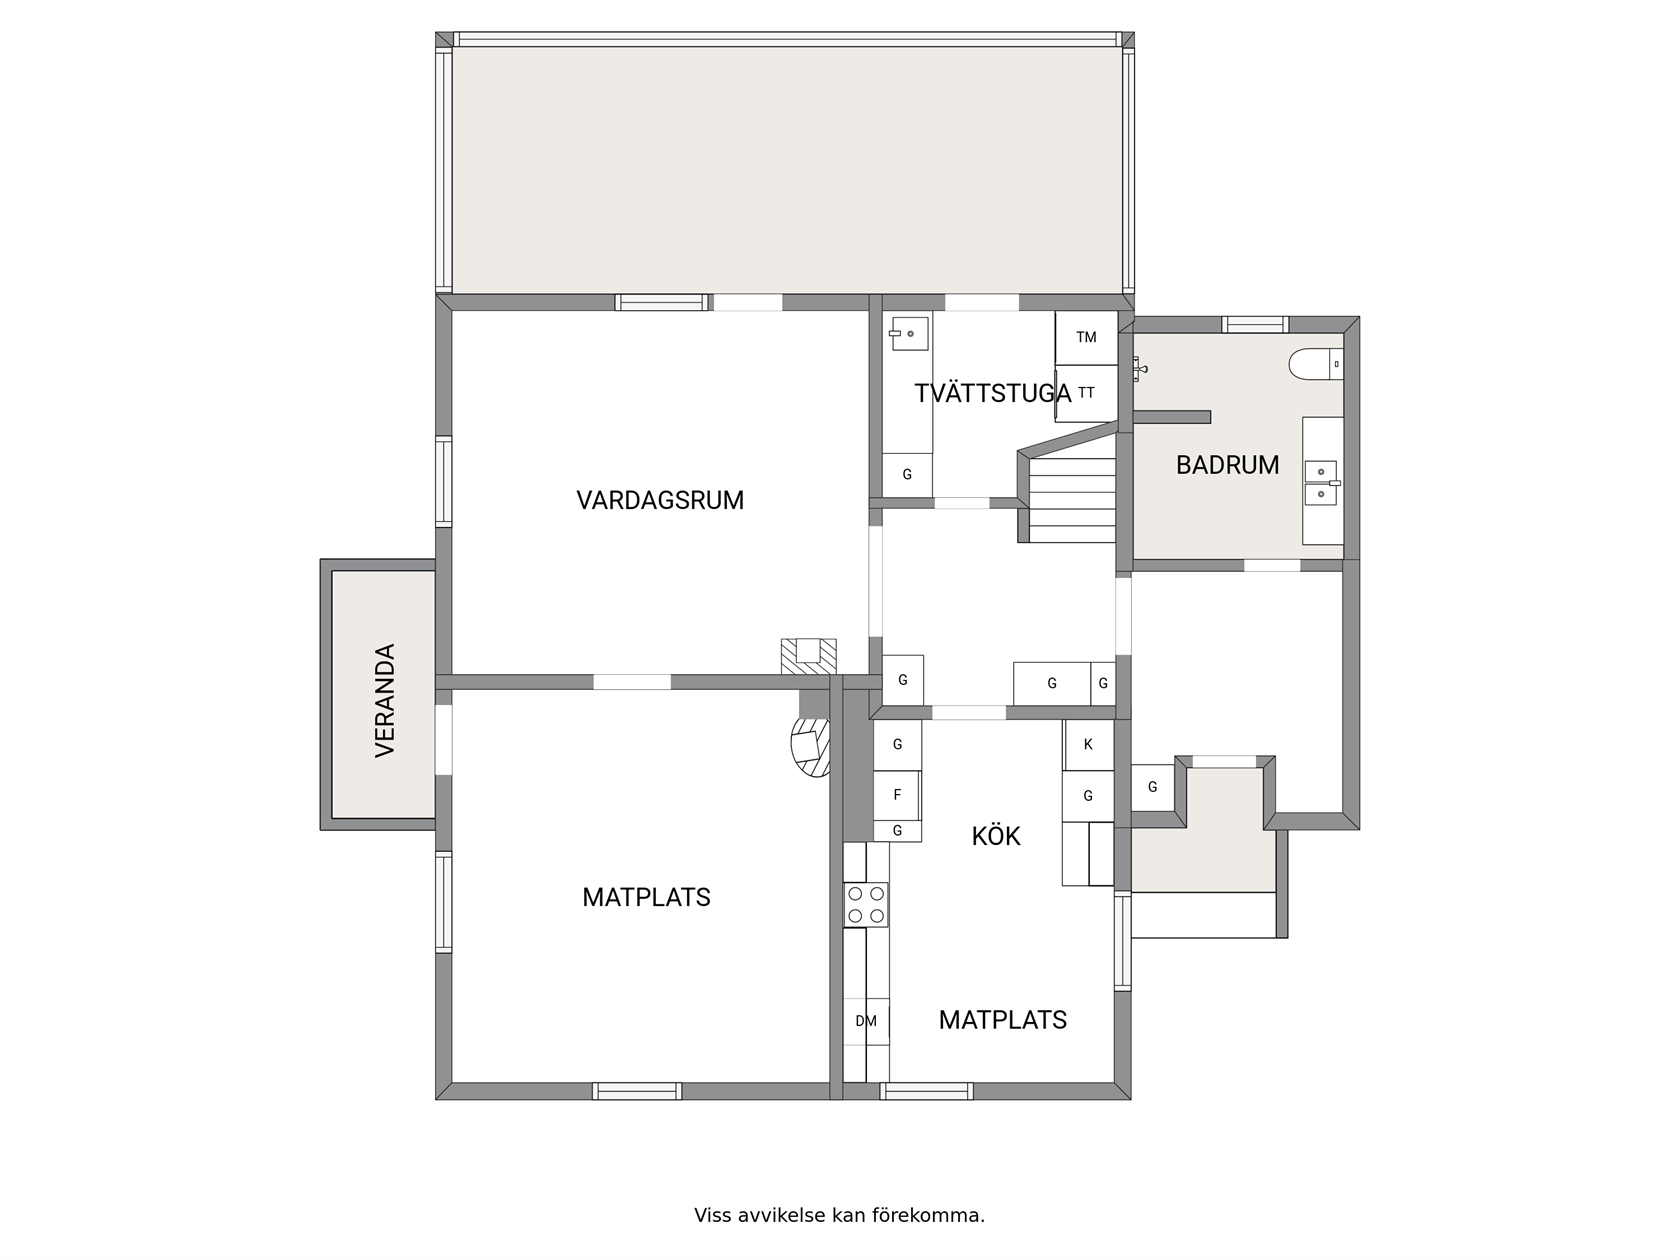 TM
TVÄTTSTUGA
TT
BADRUM
G
VARDAGSRUM
VERANDA
G
G
G
G
K
F
G
G
G
KÖK
MATPLATS
DM
MATPLATS
Viss avvikelse kan förekomma.